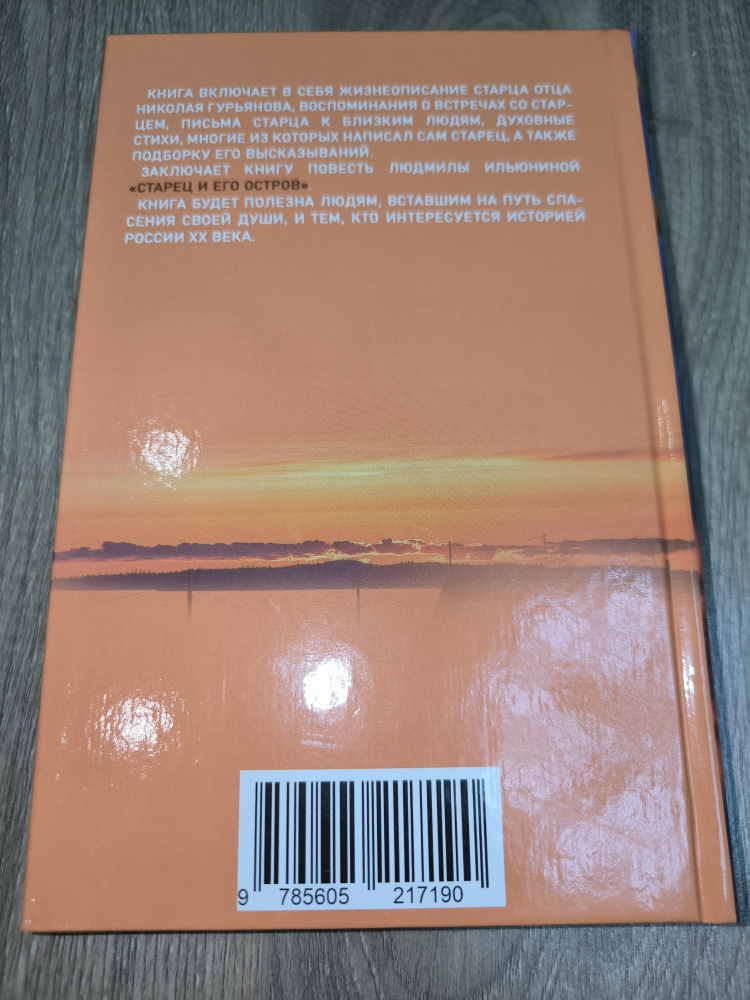 КНИГА ВКЛЮЧАЕТ В СЕБЯ ЖИЗНЕОПИСАНИЕ СТАРЦА ОТЦА
НИКОЛАЯ ГУРЬЯНОВА, ВОСПОМИНАНИЯ О ВСТРЕЧАХ СО СТАР-
ЦЕМ, ПИСЬМА СТАРЦА К БЛИЗКИМ ЛЮДЯМ, ДУХОВНЫЕ
СТИХИ, МНОГИЕ ИЗ КОТОРЫХ НАПИСАЛ САМ СТАРЕЦ, А ТАКЖЕ
ПОДБОРКУ ЕГО ВЫСКАЗЫВАНИЙ.
ЗАКЛЮЧАЕТ КНИГУ ПОВЕСТЬ ЛЮДМИЛЫ ИЛЬЮНИНОЙ
«СТАРЕЦ И ЕГО ОСТРОВ».
КНИГА БУДЕТ ПОЛЕЗНА ЛЮДЯМ, ВСТАВШИМ НА ПУТЬ СПА-
СЕНИЯ СВОЕЙ ДУШИ, И ТЕМ, КТО ИНТЕРЕСУЕТСЯ ИСТОРИЕЙ
РОССИИ XX ВЕКА.
9 785605 217190